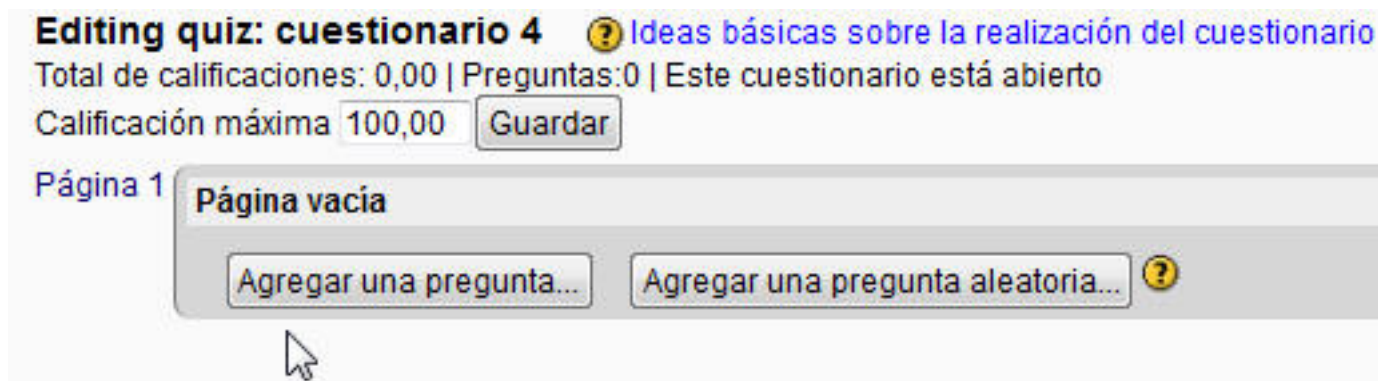 Editing quiz: cuestionario 4 Ideas básicas sobre la realización del cuestionario
Total de calificaciones: 0,00 | Preguntas:0 | Este cuestionario está abierto
Calificación máxima 100,00 Guardar
Página 1 Página vacía
Agregar una pregunta... Agregar una pregunta aleatoria... ?